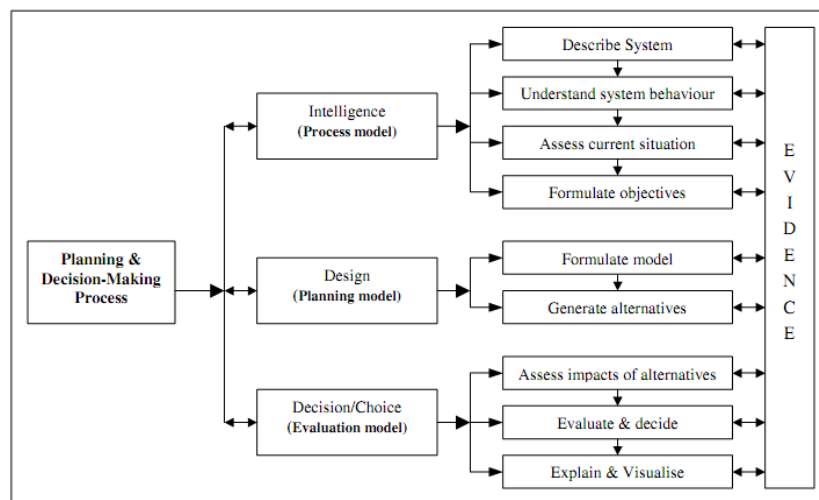 Describe System
Understand system behaviour
Intelligence
(Process model)
Assess current situation
Formulate objectives
Planning &
Decision-Making
Process
Design
(Planning model)
Formulate model
Generate alternatives
Decision/Choice
(Evaluation model)
Assess impacts of alternatives
Evaluate & decide
Explain & Visualise
E
V
I
D
E
N
C
E